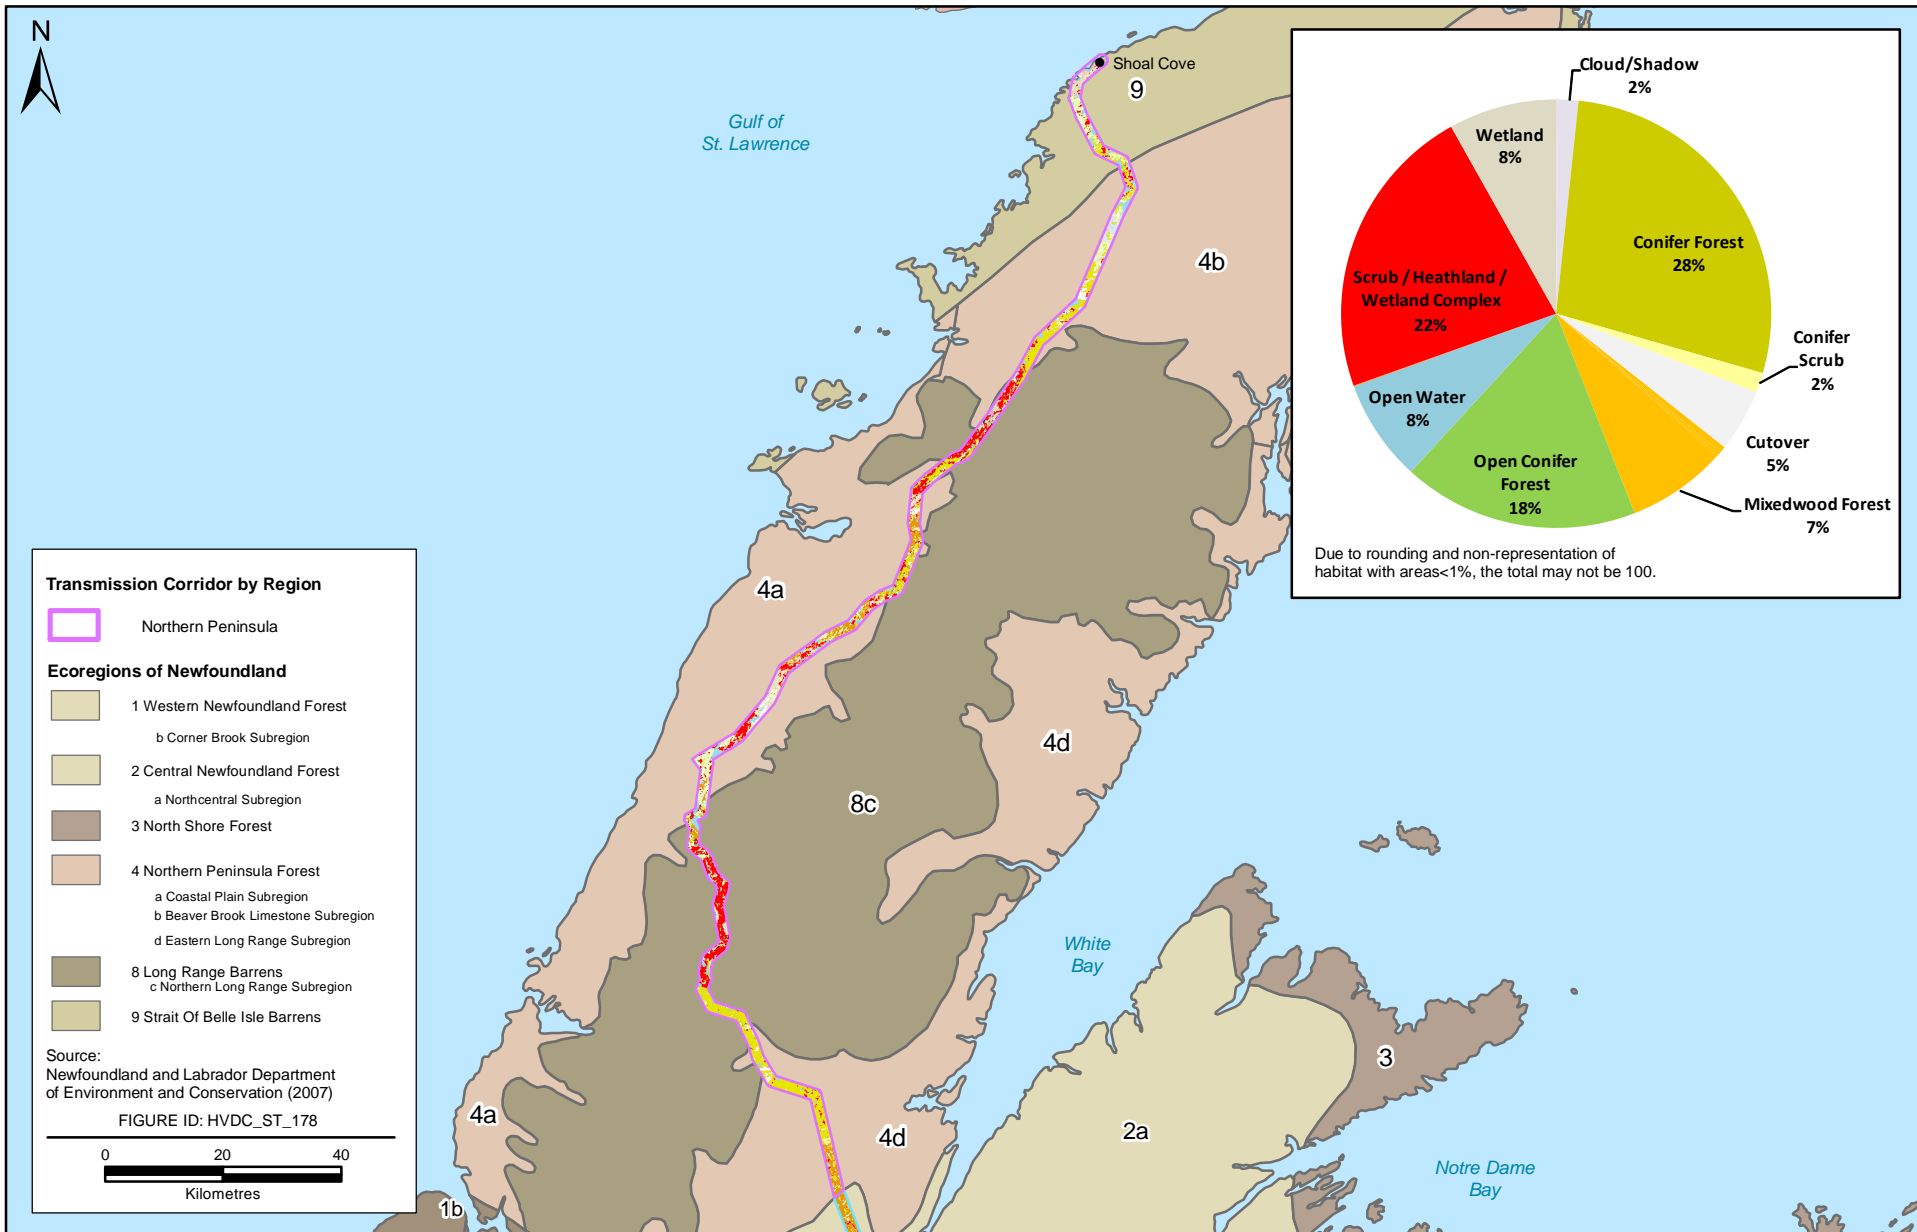 N
Shoal Cove
9
Gulf of
St. Lawrence
4b
4a
4d
8c
White
Bay
3
4a
4d
2a
Notre Dame
Bay
1b
Cloud/Shadow
2%
Wetland
8%
Conifer Forest
28%
Scrub / Heathland /
Wetland Complex
22%
Conifer
Scrub
2%
Open Water
8%
Cutover
5%
Open Conifer
Forest
18%
Mixedwood Forest
7%
Due to rounding and non-representation of
habitat with areas<1%, the total may not be 100.
Transmission Corridor by Region
Northern Peninsula
Ecoregions of Newfoundland
1 Western Newfoundland Forest
b Corner Brook Subregion
2 Central Newfoundland Forest
a Northcentral Subregion
3 North Shore Forest
4 Northern Peninsula Forest
a Coastal Plain Subregion
b Beaver Brook Limestone Subregion
d Eastern Long Range Subregion
8 Long Range Barrens
c Northern Long Range Subregion
9 Strait Of Belle Isle Barrens
Source:
Newfoundland and Labrador Department
of Environment and Conservation (2007)
FIGURE ID: HVDC_ST_178
0 20 40
Kilometres